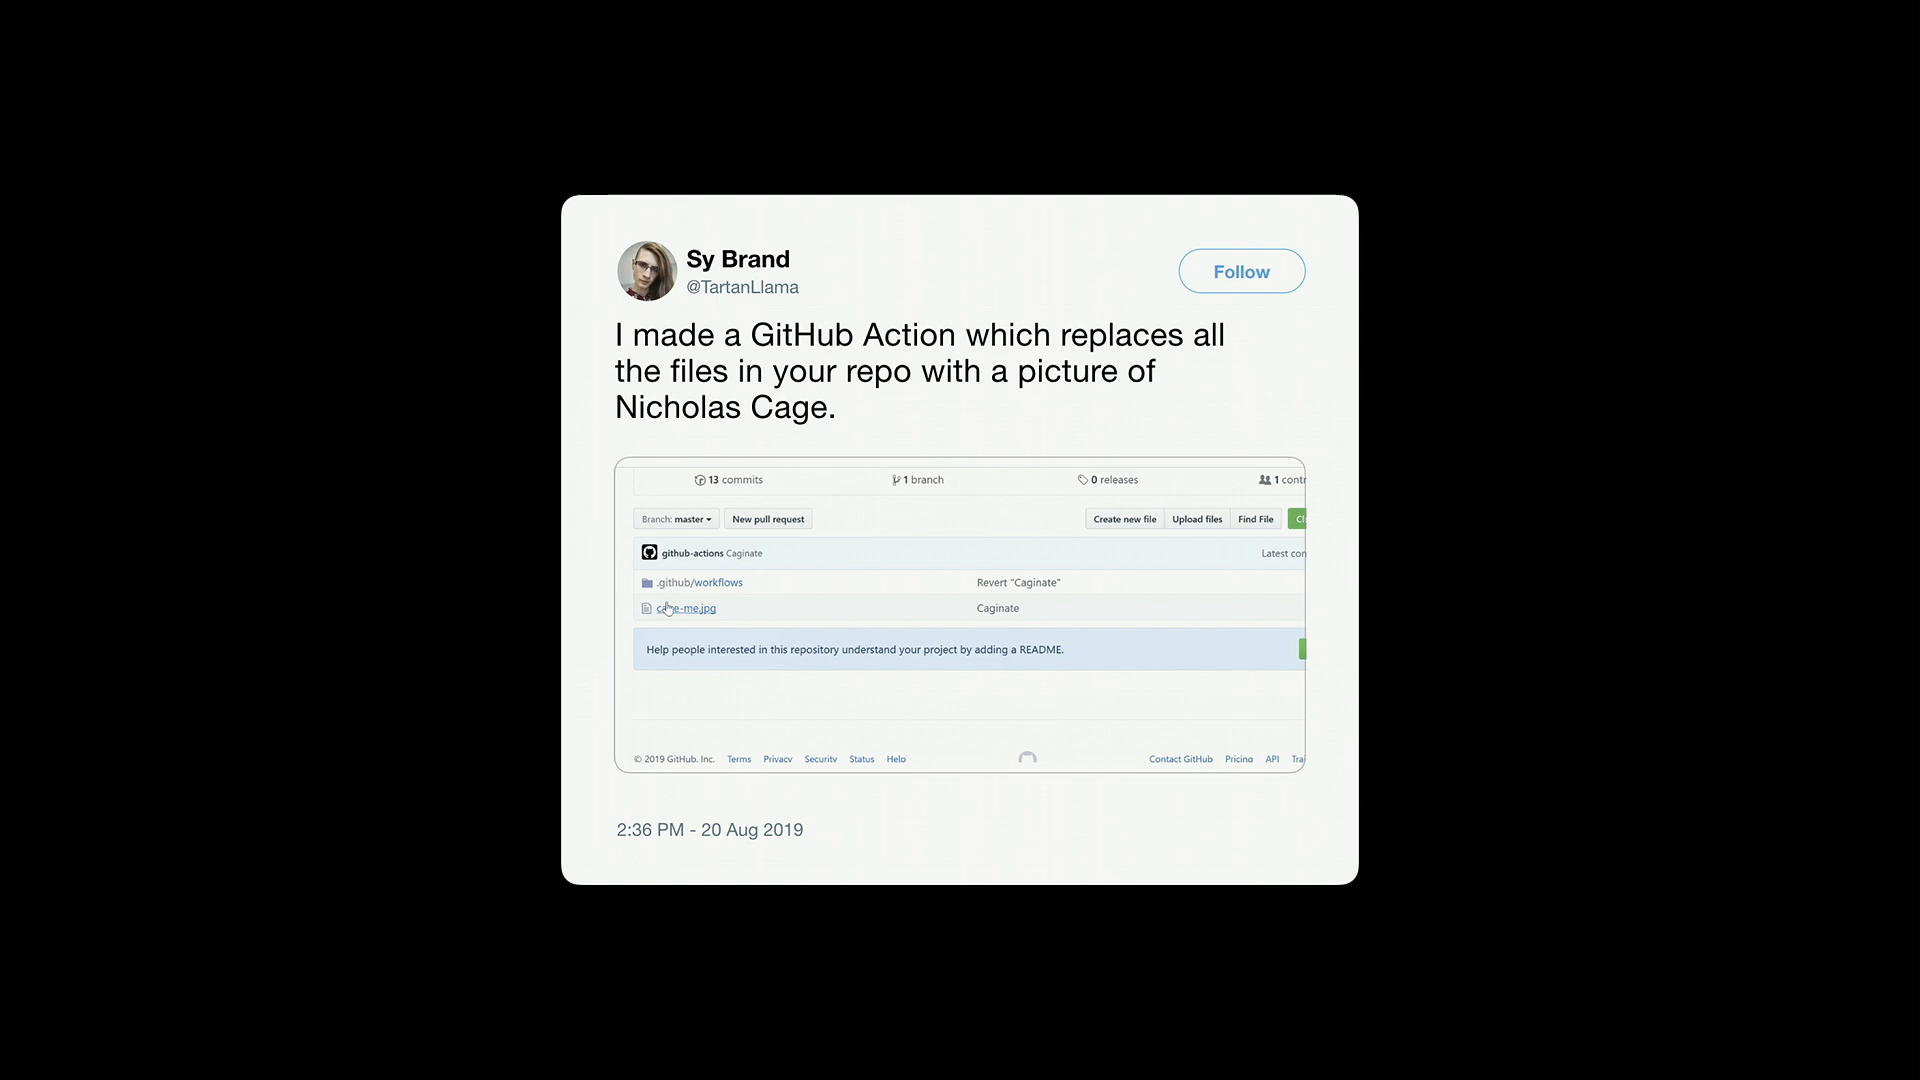 Sy Brand
@TartanLlama
Follow
I made a GitHub Action which replaces all
the files in your repo with a picture of
Nicholas Cage.
13 commits
1 branch
0 releases
1 contr
Branch: master
New pull request
Create new file
Upload files
Find File
Cl
github-actions Caginate
Latest com
.github/workflows
Revert "Caginate"
-me.jpg
Caginate
Help people interested in this repository understand your project by adding a README.
© 2019 GitHub, Inc.
Terms
Privacy
Security
Status
Help
Contact GitHub
Pricing
API
Trai
2:36 PM - 20 Aug 2019